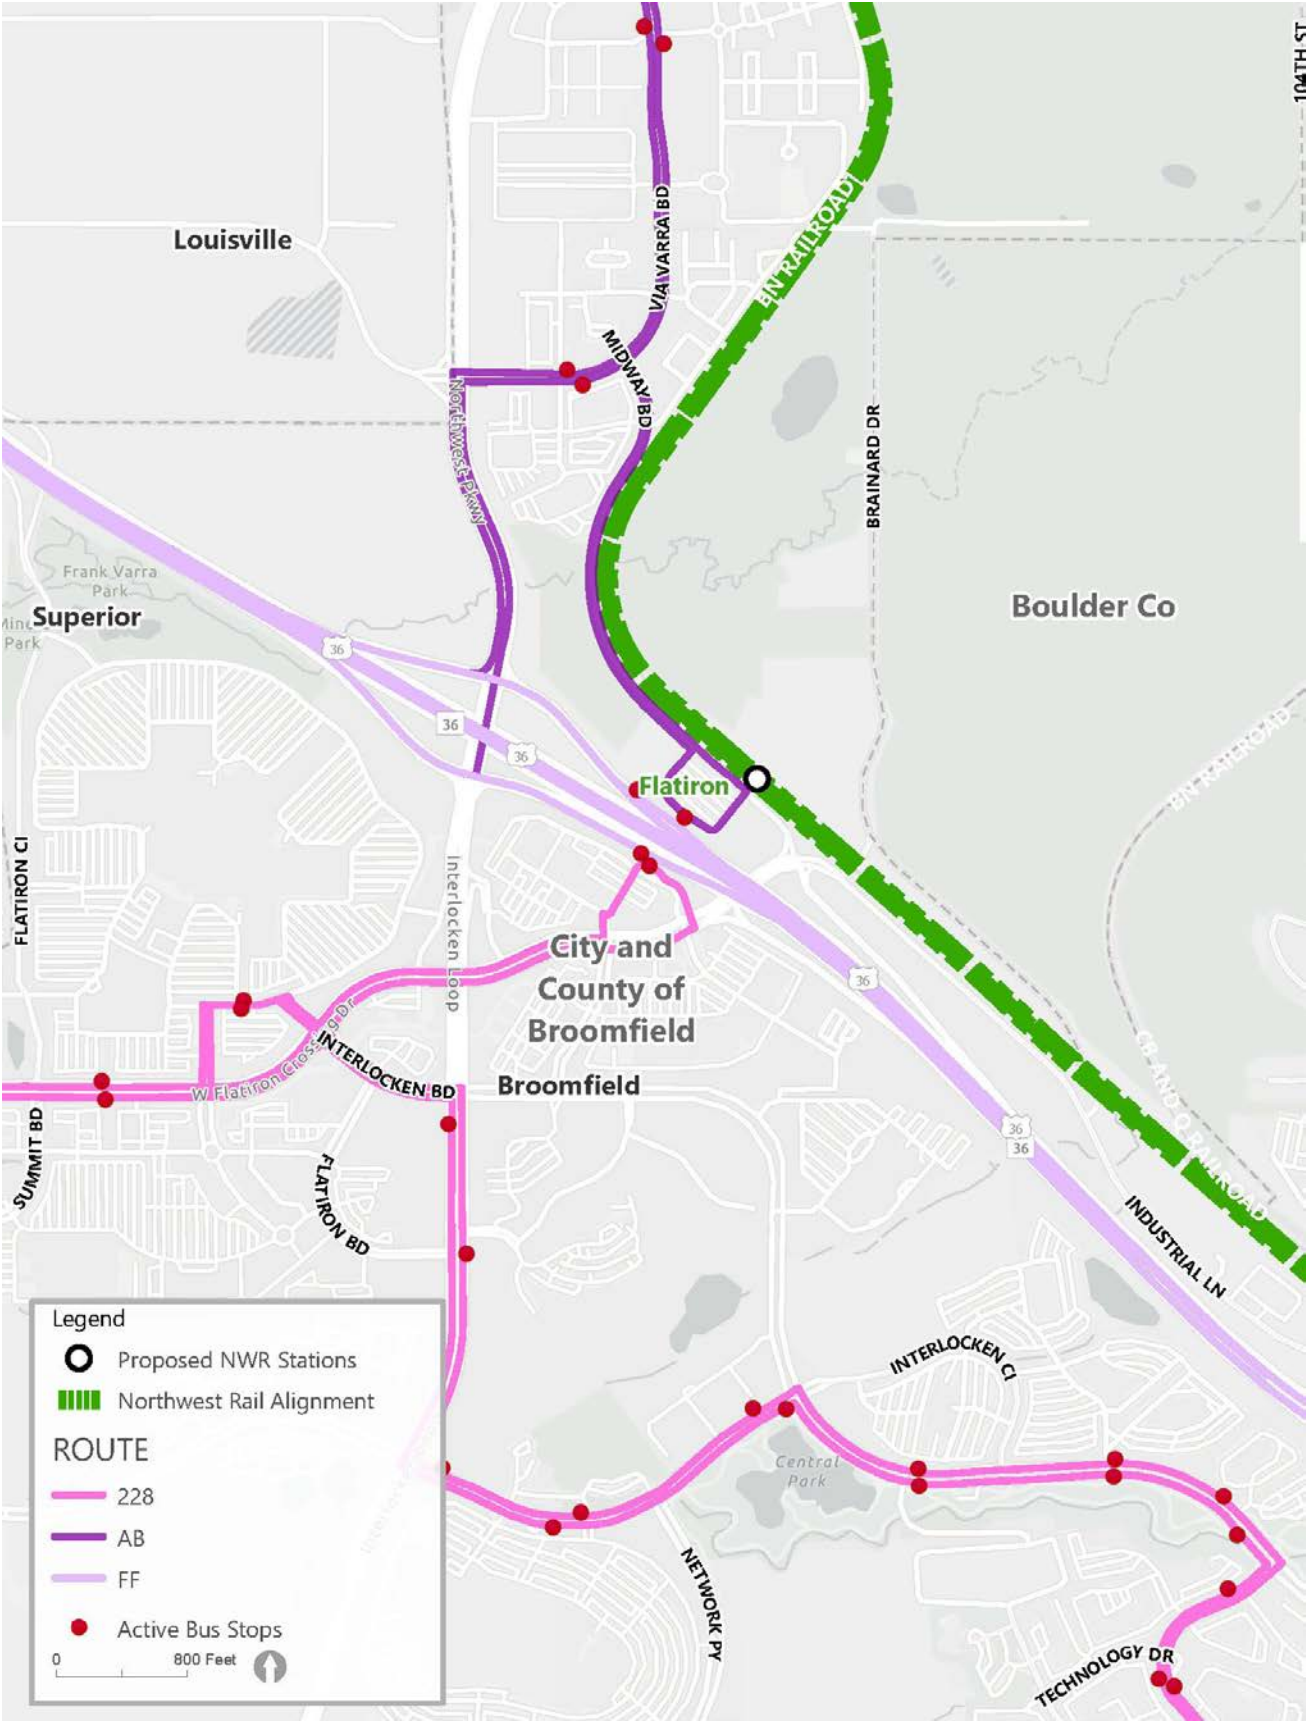 104TH ST
BN RAILROAD
VIA VARRA BD
Louisville
MIDWAY BD
Northwest Pkwy
BRAINARD DR
Frank Varra
Park
Superior
Park
Boulder Co
36
36
36
BN RAILROAD
Flatiron
FLATIRON CI
Interlocken Loop
City and
County of
Broomfield
36
W Flatiron Crossing Dr
INTERLOCKEN BD
Broomfield
CB AND Q RAILROAD
SUMMIT BD
FLATIRON BD
36
36
INDUSTRIAL LN
INTERLOCKEN CI
Central
Park
NETWORK PY
TECHNOLOGY DR
Legend
Proposed NWR Stations
Northwest Rail Alignment
ROUTE
228
AB
FF
Active Bus Stops
0 800 Feet